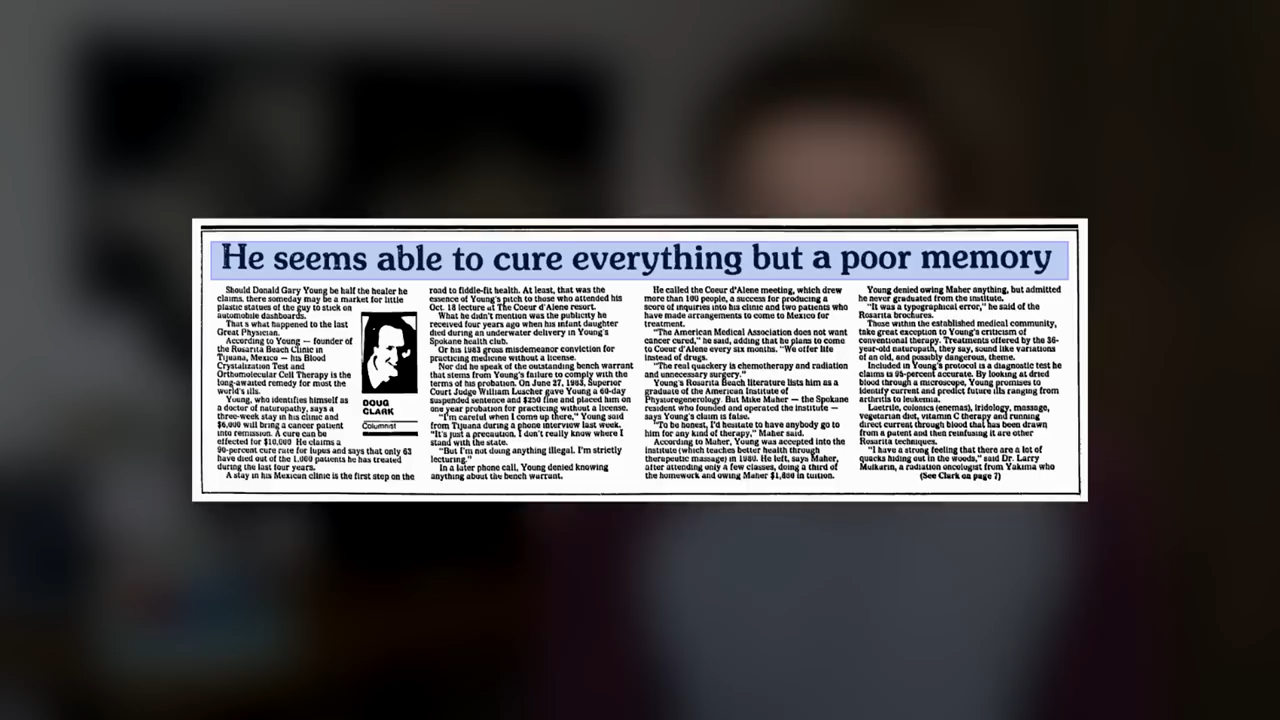 He seems able to cure everything but a poor memory
Should Donald Gary Young be half the healer he
claims, there someday may be a market for little
plastic statues of the guy to stick on
automobile dashboards.
That s what happened to the last
Great Physician.
According to Young — founder of
the Rosarita Beach Clinic in
Tijuana, Mexico — his Blood
Crystalization Test and
Orthomolecular Cell Therapy is the
long-awaited remedy for most the
world's ills.
Young, who identifies himself as
a doctor of naturopathy, says a
three-week stay in his clinic and
$6,000 will bring a cancer patient
into remission. A cure can be
effected for $10,000. He claims a
90-percent cure rate for lupus and says that only 63
have died out of the 1,000 patients he has treated
during the last four years.
A stay in his Mexican clinic is the first step on the
DOUG
CLARK
Columnist
road to fiddle-fit health. At least, that was the
essence of Young's pitch to those who attended his
Oct. 18 lecture at The Coeur d'Alene resort.
What he didn't mention was the publicity he
received four years ago when his infant daughter
died during an underwater delivery in Young's
Spokane health club.
Or his 1983 gross misdemeanor conviction for
practicing medicine without a license.
Nor did he speak of the outstanding bench warrant
that stems from Young's failure to comply with the
terms of his probation. On June 27, 1983, Superior
Court Judge William Luscher gave Young a 60-day
suspended sentence and $250 fine and placed him on
one year probation for practicing without a license.
"I'm careful when I come up there," Young said
from Tijuana during a phone interview last week.
"It's just a precaution, I don't really know where I
stand with the state.
"But I'm not doing anything illegal. I'm strictly
lecturing."
In a later phone call, Young denied knowing
anything about the bench warrant.
He called the Coeur d'Alene meeting, which drew
more than 100 people, a success for producing a
score of inquiries into his clinic and two patients who
have made arrangements to come to Mexico for
treatment.
"The American Medical Association does not want
cancer cured," he said, adding that he plans to come
to Coeur d'Alene every six months. "We offer life
instead of drugs.
"The real quackery is chemotherapy and radiation
and unnecessary surgery."
Young's Rosarita Beach literature lists him as a
graduate of the American Institute of
Physioregenerology. But Mike Maher — the Spokane
resident who founded and operated the institute —
says Young's claim is false.
"To be honest, I'd hesitate to have anybody go to
him for any kind of therapy," Maher said.
According to Maher, Young was accepted into the
institute (which teaches better health through
therapeutic massage) in 1980. He left, says Maher,
after attending only a few classes, doing a third of
the homework and owing Maher $1,800 in tuition.
Young denied owing Maher anything, but admitted
he never graduated from the institute.
"It was a typographical error," he said of the
Rosarita brochures.
Those within the established medical community,
take great exception to Young's criticism of
conventional therapy. Treatments offered by the 36-
year-old naturopath, they say, sound like variations
of an old, and possibly dangerous, theme.
Included in Young's protocol is a diagnostic test he
claims is 95-percent accurate. By looking at dried
blood through a microscope, Young promises to
identify current and predict future ills ranging from
arthritis to leukemia.
Laetrile, colonics (enemas), iridology, massage,
vegetarian diet, vitamin C therapy and running
direct current through blood that has been drawn
from a patent and then reinfusing it are other
Rosarita techniques.
"I have a strong feeling that there are a lot of
quacks hiding out in the woods," said Dr. Larry
Mulkarin, a radiation oncologist from Yakima who
(See Clark on page 7)